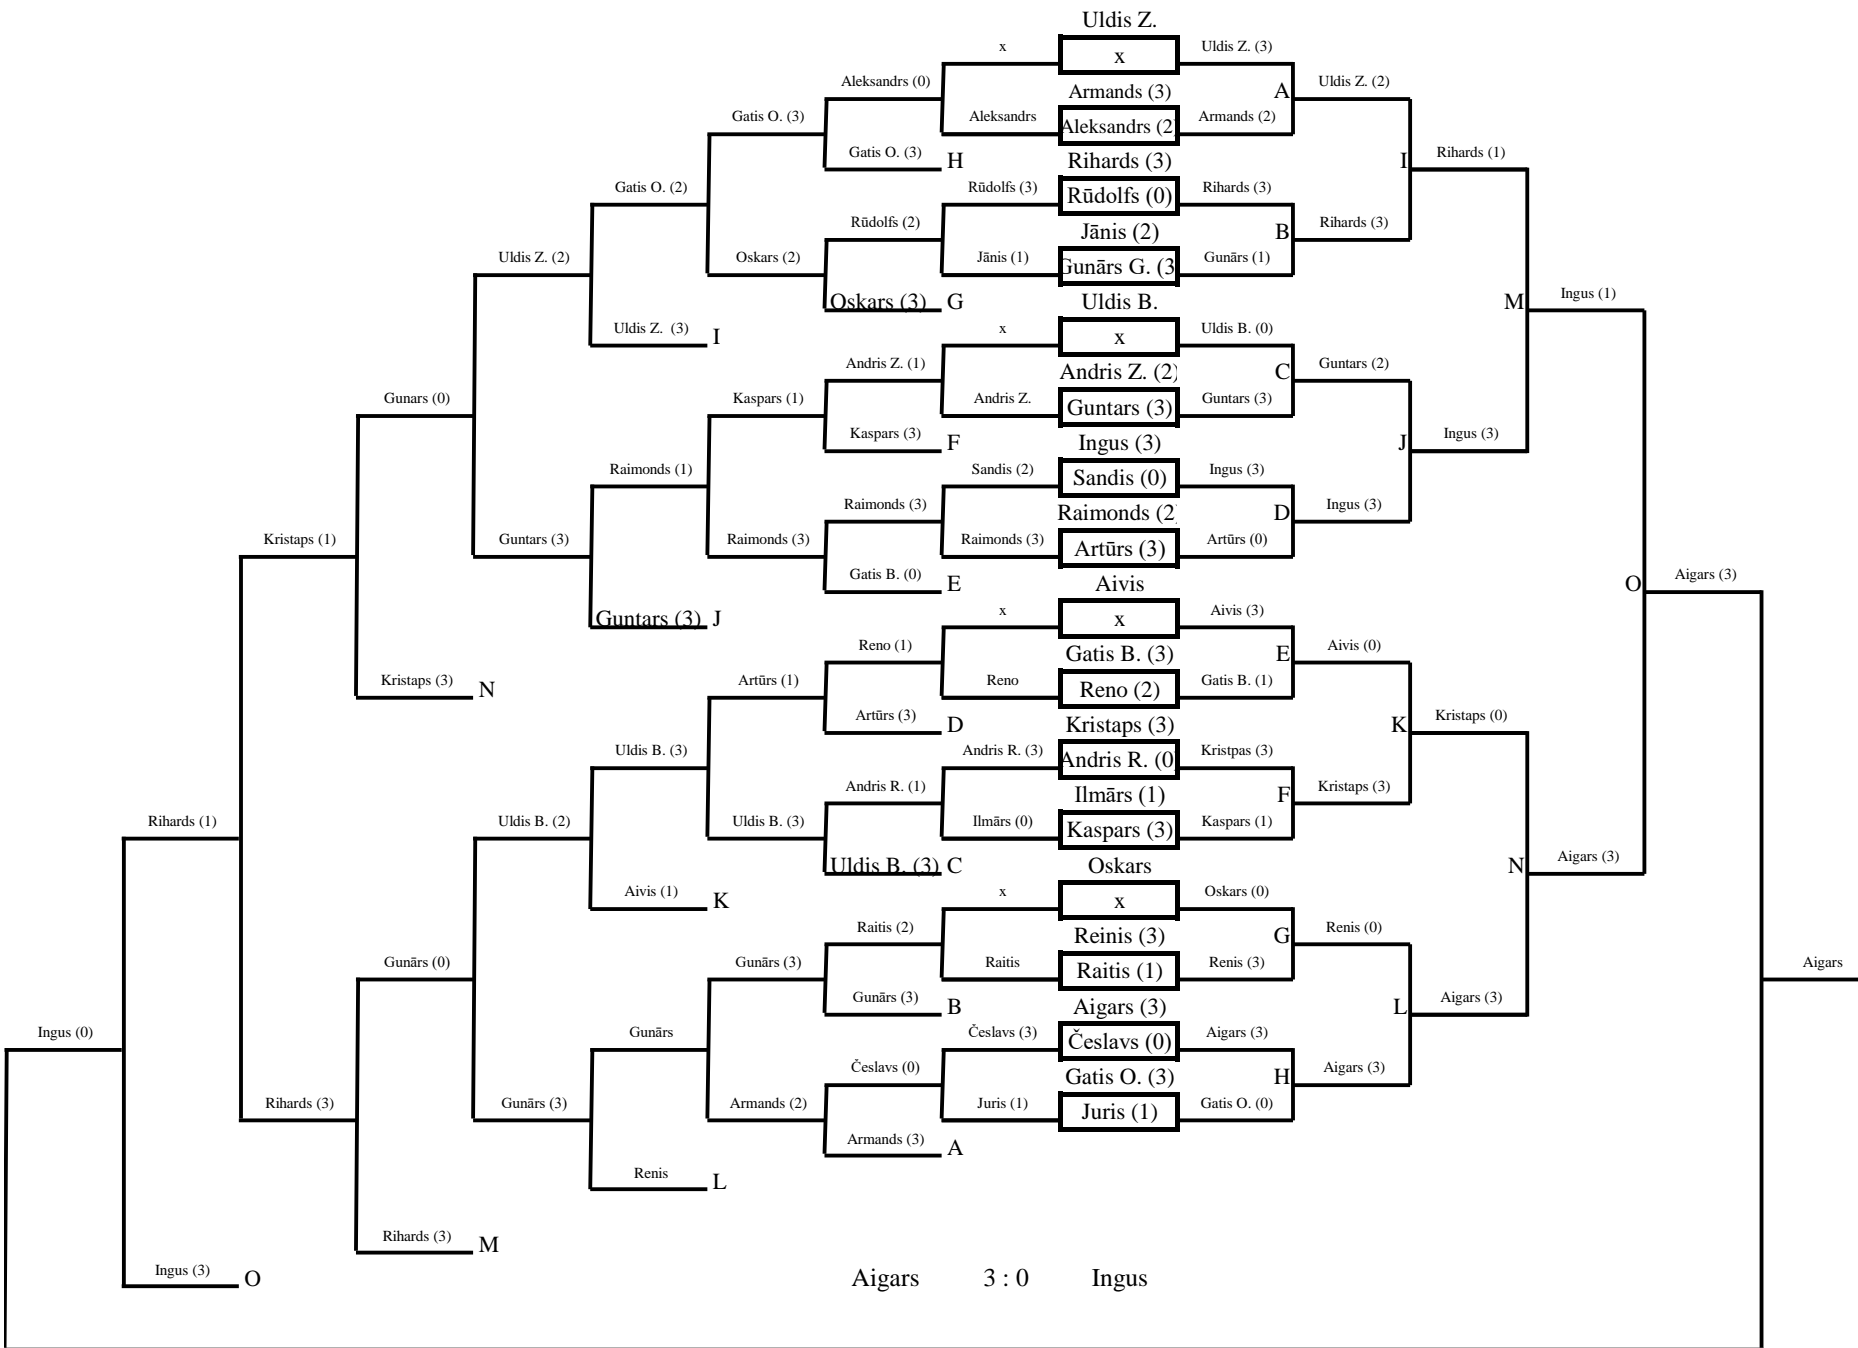 Uldis Z.
x x Uldis Z. (3)
Aleksandrs (0) Armands (3) A Uldis Z. (2)
Gatis O. (3) Aleksandrs Aleksandrs (2 Armands (2)
Gatis O. (3) H Rihards (3) I Rihards (1)
Gatis O. (2) Rūdolfs (3) Rūdolfs (0) Rihards (3)
Rūdolfs (2) Jānis (2) B Rihards (3)
Uldis Z. (2) Oskars (2) Jānis (1) Gunārs G. (3 Gunārs (1)
Oskars (3) G Uldis B. M Ingus (1)
Uldis Z. (3) I x x Uldis B. (0)
Andris Z. (1) Andris Z. (2) C Guntars (2)
Gunars (0) Kaspars (1) Andris Z. Guntars (3) Guntars (3)
Kaspars (3) F Ingus (3) J Ingus (3)
Raimonds (1) Sandis (2) Sandis (0) Ingus (3)
Raimonds (3) Raimonds (2 D Ingus (3)
Kristaps (1) Guntars (3) Raimonds (3) Raimonds (3) Artūrs (3) Artūrs (0)
Gatis B. (0) E Aivis O Aigars (3)
Guntars (3) J x x Aivis (3)
Reno (1) Gatis B. (3) E Aivis (0)
Kristaps (3) N Artūrs (1) Reno Reno (2) Gatis B. (1)
Artūrs (3) D Kristaps (3) K Kristaps (0)
Uldis B. (3) Andris R. (3) Andris R. (0 Kristpas (3)
Andris R. (1) Ilmārs (1) F Kristaps (3)
Rihards (1) Uldis B. (2) Uldis B. (3) Ilmārs (0) Kaspars (3) Kaspars (1)
Uldis B. (3) C Oskars N Aigars (3)
Aivis (1) K x x Oskars (0)
Raitis (2) Reinis (3) G Renis (0)
Gunārs (0) Gunārs (3) Raitis Raitis (1) Renis (3) Aigars
Gunārs (3) B Aigars (3) L Aigars (3)
Ingus (0) Gunārs Česlavs (3) Česlavs (0) Aigars (3)
Česlavs (0) Gatis O. (3) H Aigars (3)
Rihards (3) Gunārs (3) Armands (2) Juris (1) Juris (1) Gatis O. (0)
Armands (3) A
Renis L
Rihards (3) M
Ingus (3) O Aigars 3 : 0 Ingus